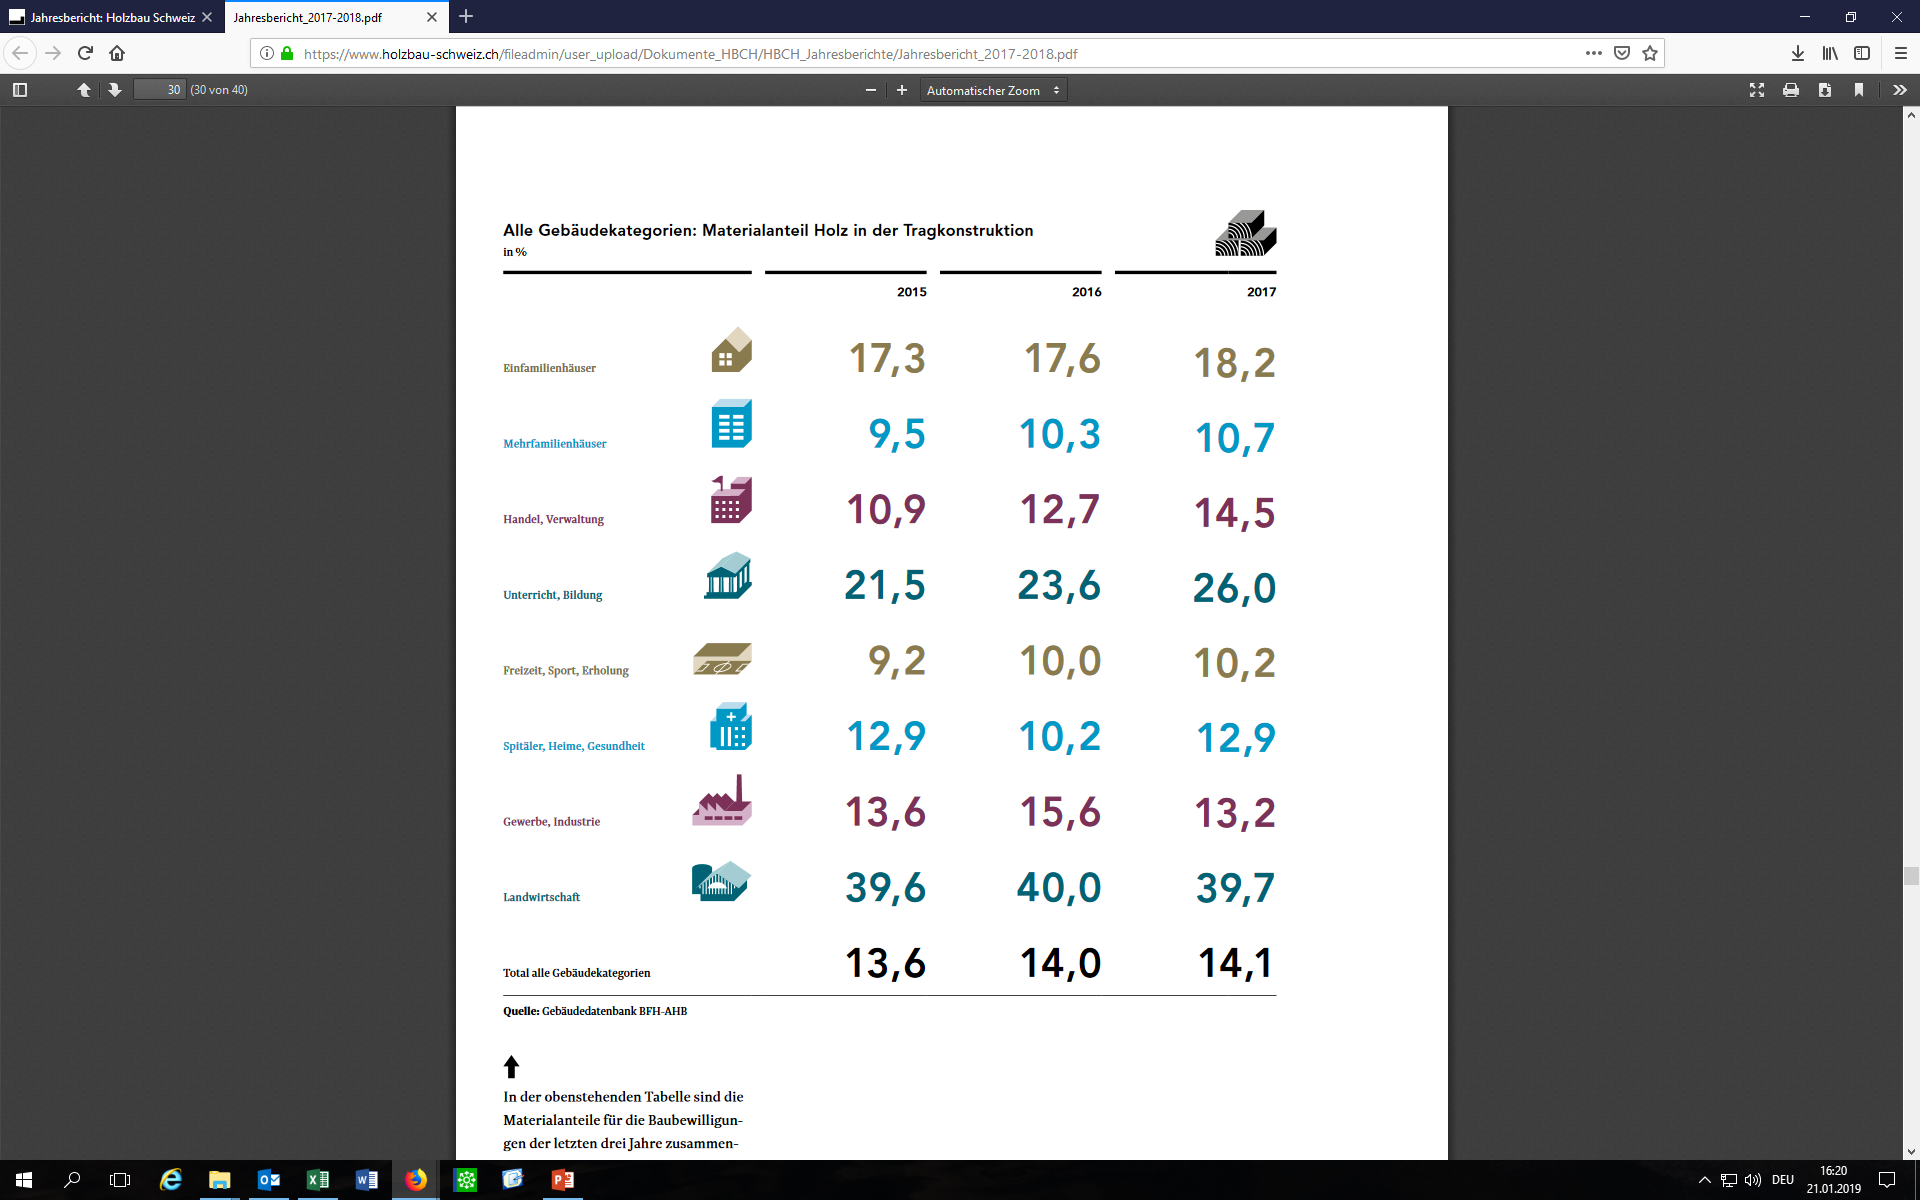 Jahresbericht: Holzbau Schweiz
Jahresbericht_2017-2018.pdf
https://www.holzbau-schweiz.ch/fileadmin/user_upload/Dokumente_HBCH/HBCH_Jahresberichte/Jahresbericht_2017-2018.pdf
30 (30 von 40) Automatischer Zoom
Alle Gebäudekategorien: Materialanteil Holz in der Tragkonstruktion
in %
2015 2016 2017
Einfamilienhäuser 17,3 17,6 18,2
Mehrfamilienhäuser 9,5 10,3 10,7
Handel, Verwaltung 10,9 12,7 14,5
Unterricht, Bildung 21,5 23,6 26,0
Freizeit, Sport, Erholung 9,2 10,0 10,2
Spitäler, Heime, Gesundheit 12,9 10,2 12,9
Gewerbe, Industrie 13,6 15,6 13,2
Landwirtschaft 39,6 40,0 39,7
Total alle Gebäudekategorien 13,6 14,0 14,1
Quelle: Gebäudedatenbank BFH-AHB
In der obenstehenden Tabelle sind die
Materialanteile für die Baubewilligun-
gen der letzten drei Jahre zusammen-
DEU 16:20
21.01.2019